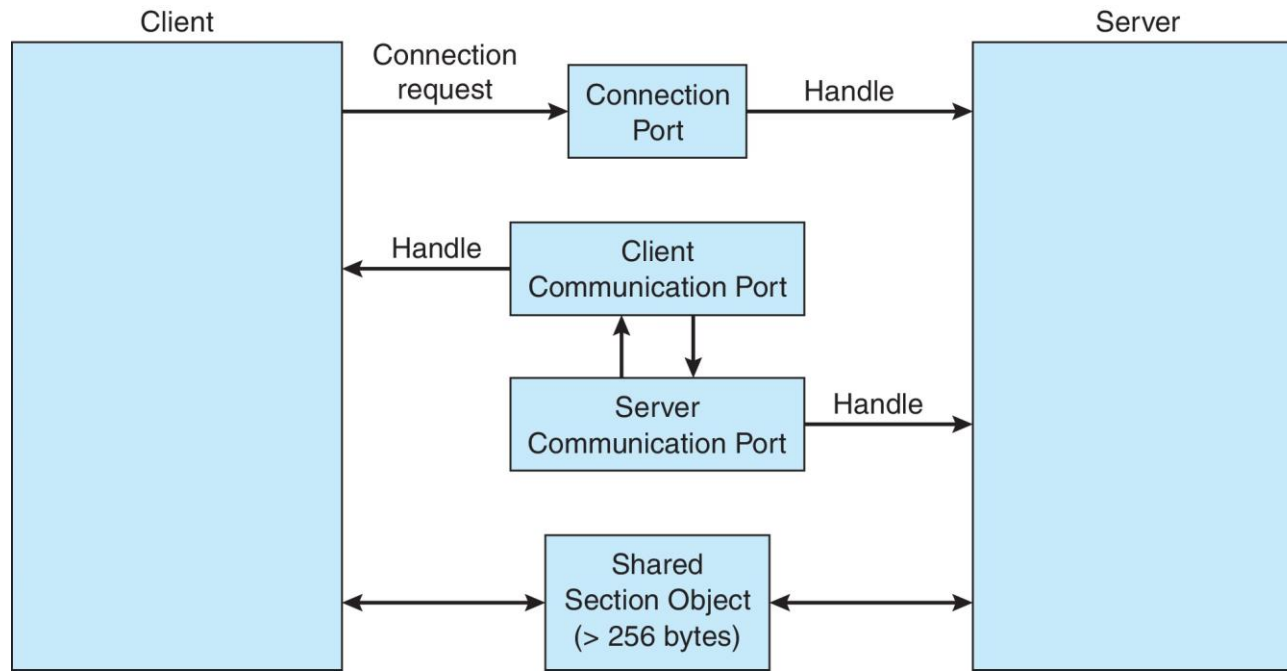 Client
Server
Connection
request
Connection
Port
Handle
Handle
Client
Communication Port
Server
Communication Port
Handle
Shared
Section Object
(> 256 bytes)